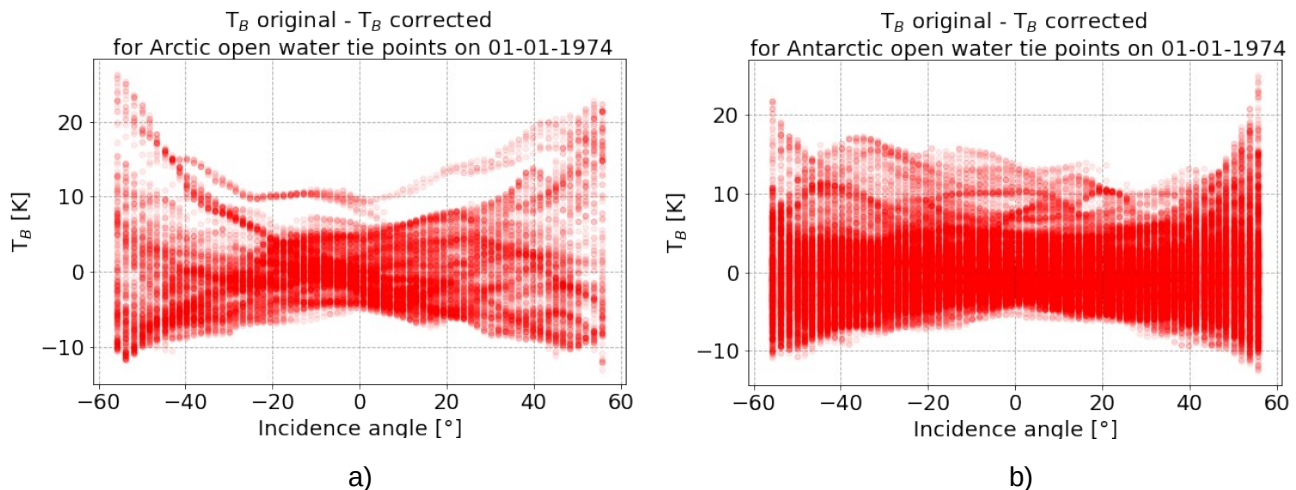 T_B original - T_B corrected
for Arctic open water tie points on 01-01-1974
T_B [K]
20
10
0
−10
−60
−40
−20
0
20
40
60
Incidence angle [°]
a)
T_B original - T_B corrected
for Antarctic open water tie points on 01-01-1974
T_B [K]
20
10
0
−10
−60
−40
−20
0
20
40
60
Incidence angle [°]
b)